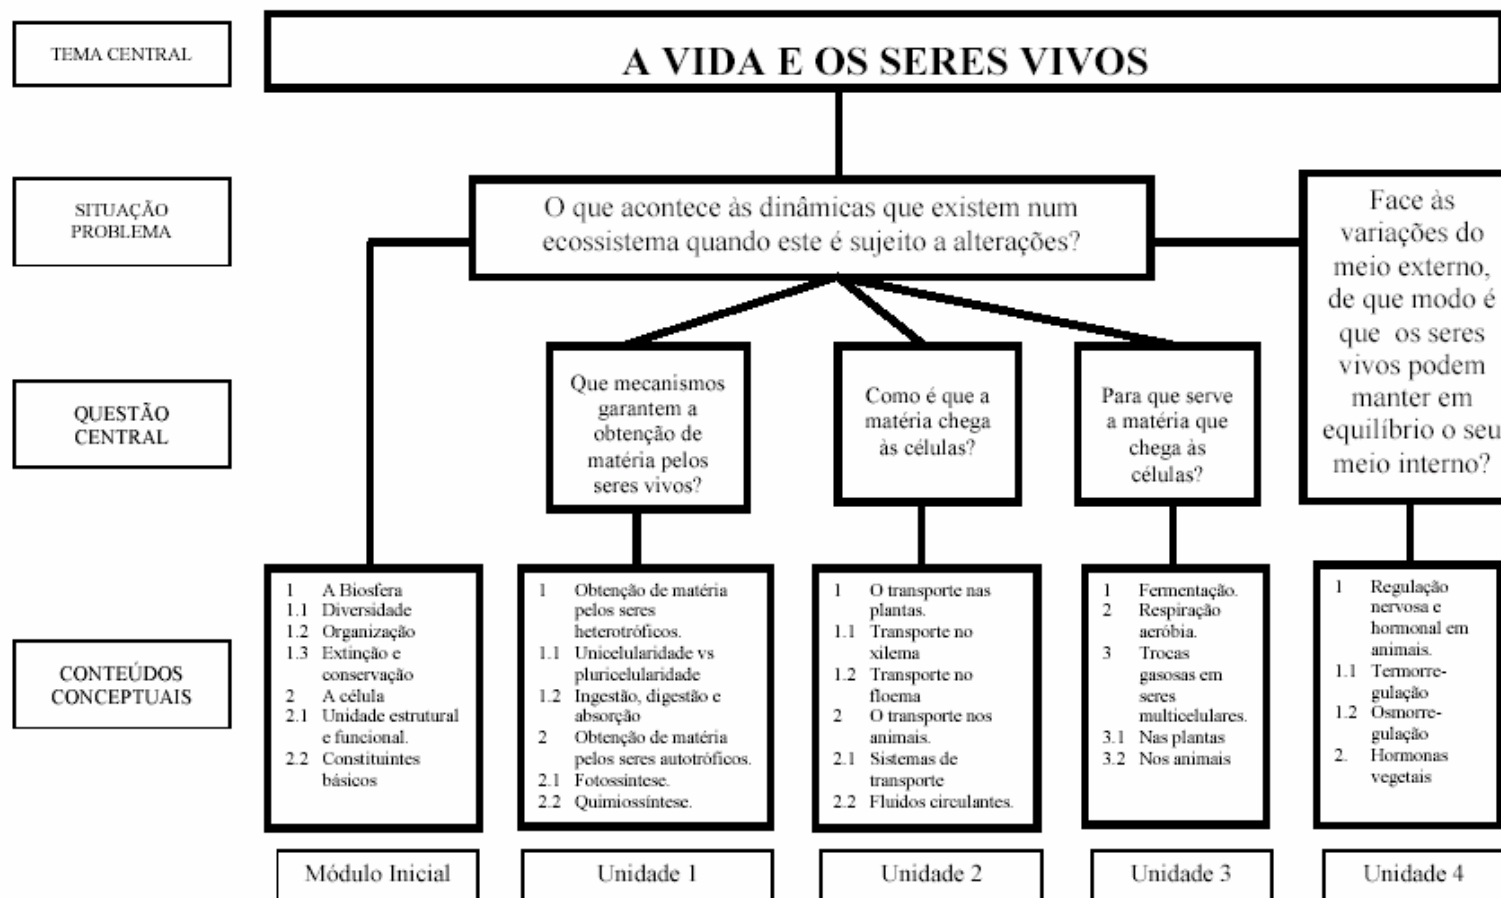 TEMA CENTRAL
A VIDA E OS SERES VIVOS
SITUAÇÃO
PROBLEMA
O que acontece às dinâmicas que existem num
ecossistema quando este é sujeito a alterações?
Face às
variações do
meio externo,
de que modo é
que os seres
vivos podem
manter em
equilíbrio o seu
meio interno?
QUESTÃO
CENTRAL
Que mecanismos
garantem a
obtenção de
matéria pelos
seres vivos?
Como é que a
matéria chega
às células?
Para que serve
a matéria que
chega às
células?
CONTEÚDOS
CONCEPTUAIS
1 A Biosfera
1.1 Diversidade
1.2 Organização
1.3 Extinção e
conservação
2 A célula
2.1 Unidade estrutural
e funcional.
2.2 Constituintes
básicos
1 Obtenção de matéria
pelos seres
heterotróficos.
1.1 Unicelularidade vs
pluricelularidade
1.2 Ingestão, digestão e
absorção
2 Obtenção de matéria
pelos seres autotróficos.
2.1 Fotossíntese.
2.2 Quimiossíntese.
1 O transporte nas
plantas.
1.1 Transporte no
xilema
1.2 Transporte no
floema
2 O transporte nos
animais.
2.1 Sistemas de
transporte
2.2 Fluidos circulantes.
1 Fermentação.
2 Respiração
aeróbia.
3 Trocas
gasosas em
seres
multicelulares.
3.1 Nas plantas
3.2 Nos animais
1 Regulação
nervosa e
hormonal em
animais.
1.1 Termorre-
gulação
1.2 Osmorre-
gulação
2. Hormonas
vegetais
Módulo Inicial
Unidade 1
Unidade 2
Unidade 3
Unidade 4